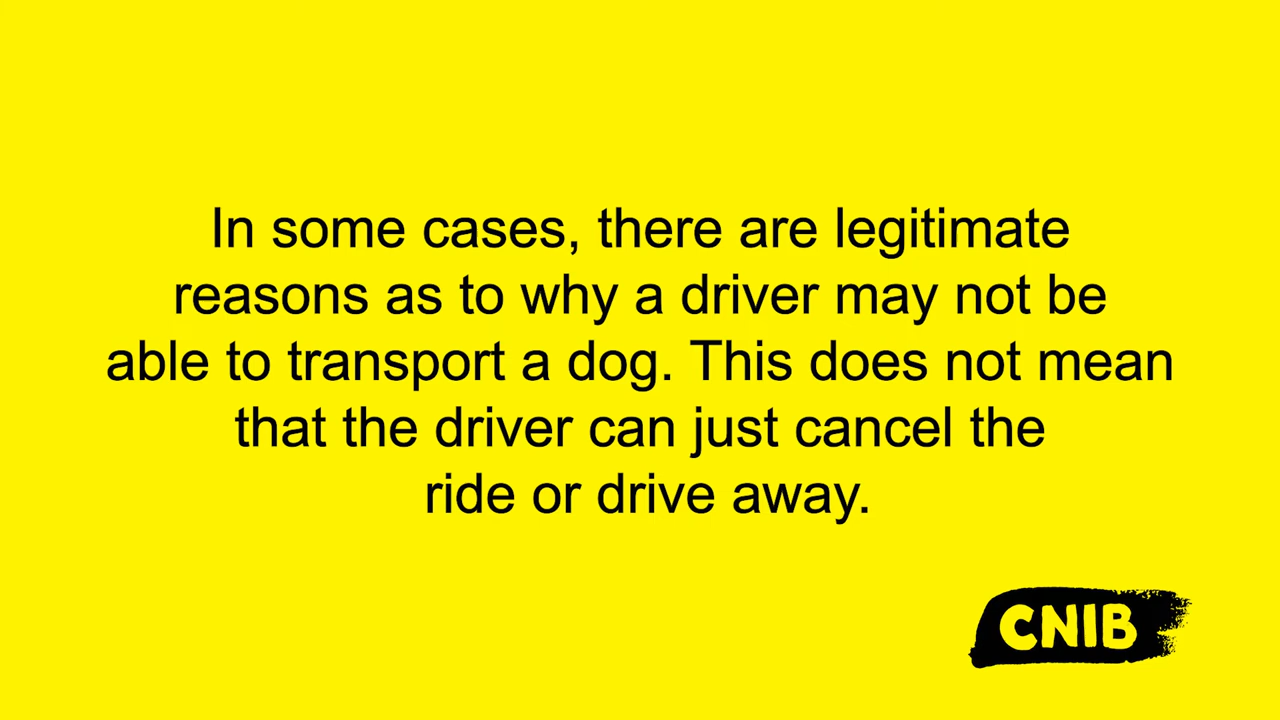 In some cases, there are legitimate
reasons as to why a driver may not be
able to transport a dog. This does not mean
that the driver can just cancel the
ride or drive away.
CNIB